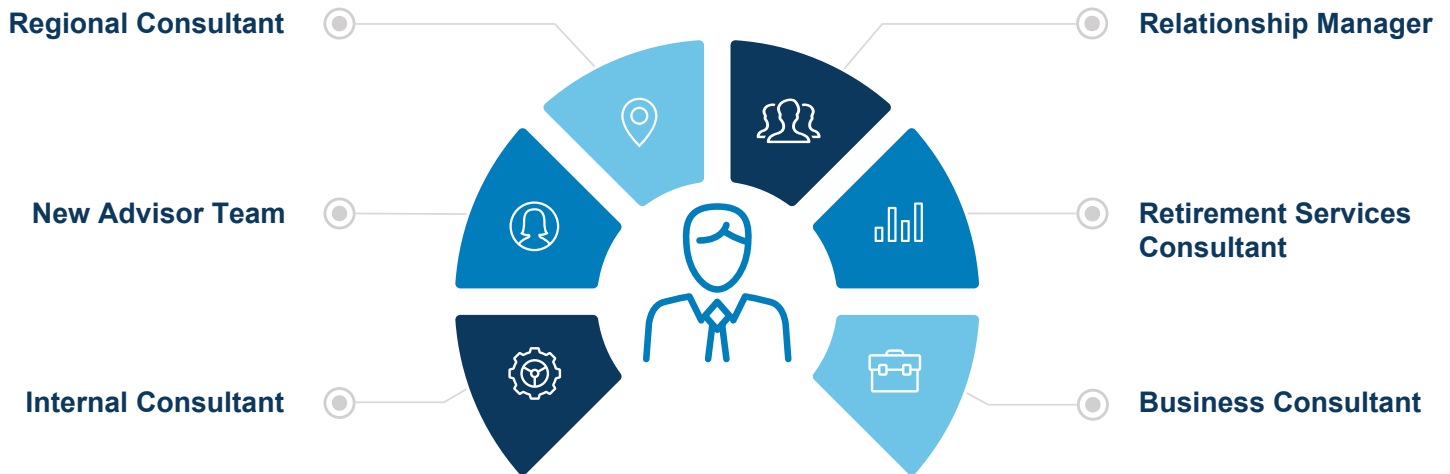 Regional Consultant
Relationship Manager
New Advisor Team
Retirement Services
Consultant
Internal Consultant
Business Consultant